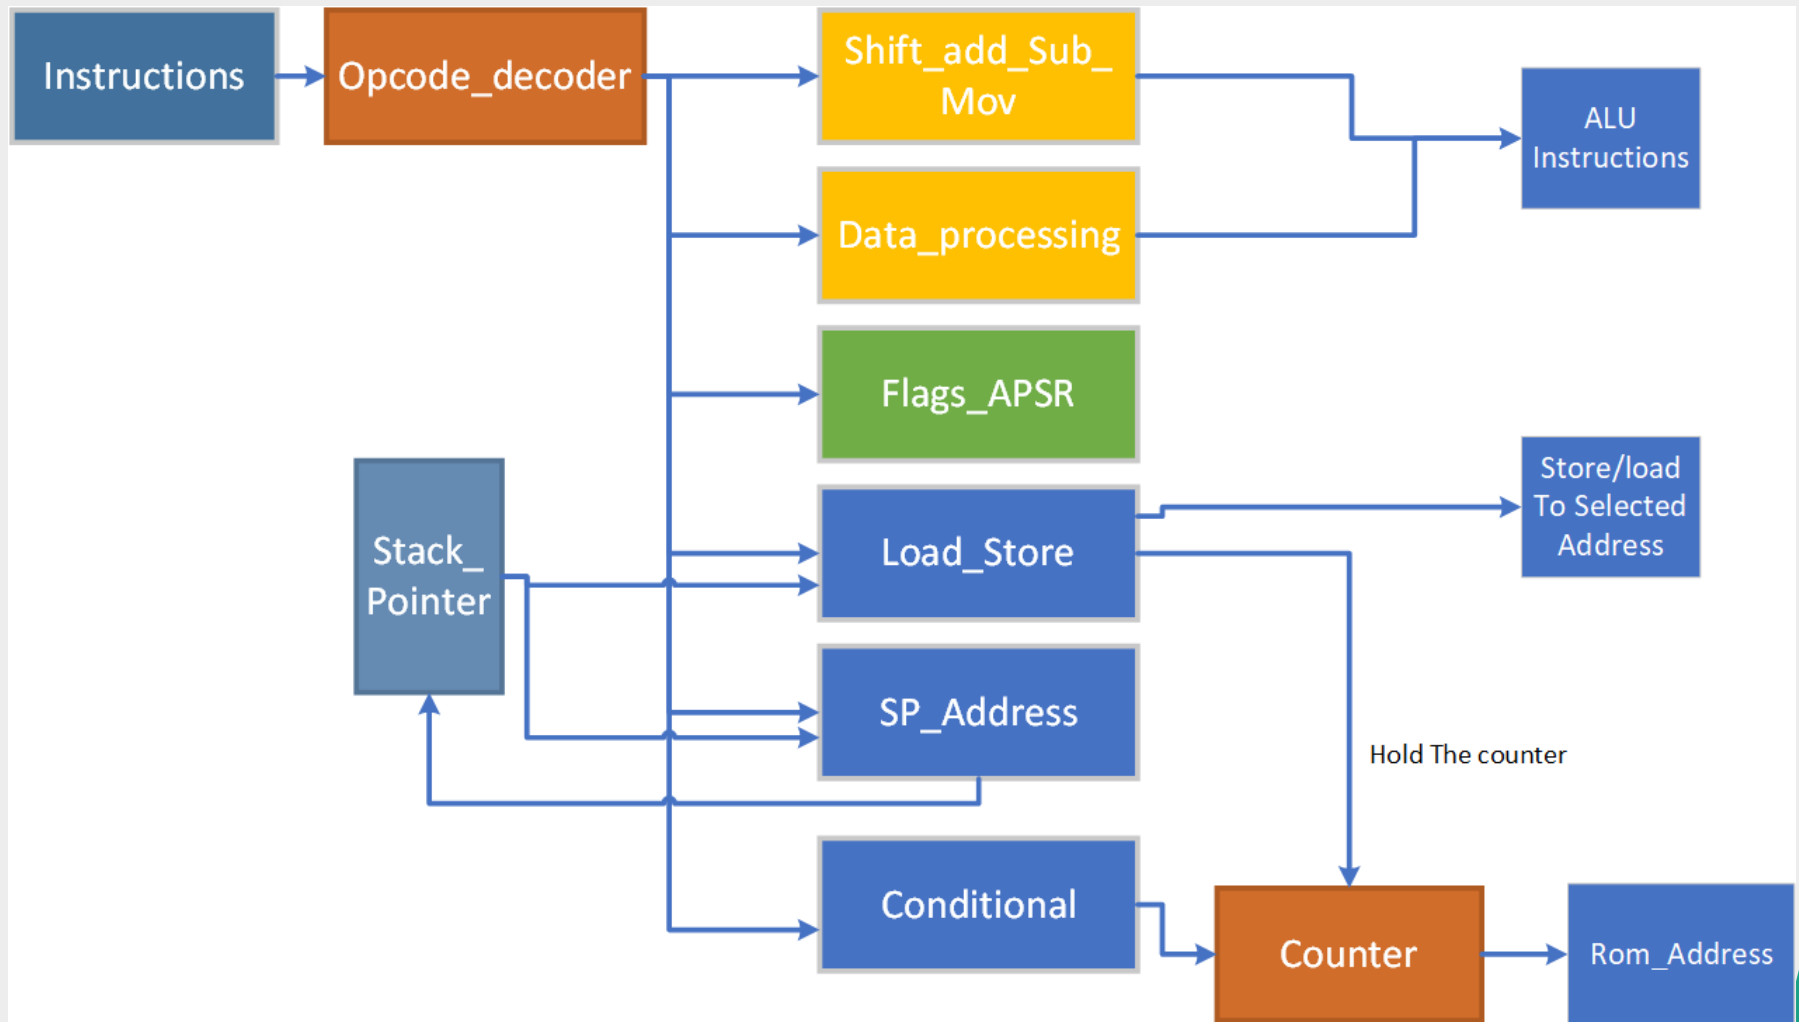 Instructions
Opcode_decoder
Shift_add_Sub_
Mov
ALU
Instructions
Data_processing
Flags_APSR
Stack_
Pointer
Load_Store
Store/load
To Selected
Address
SP_Address
Hold The counter
Conditional
Counter
Rom_Address